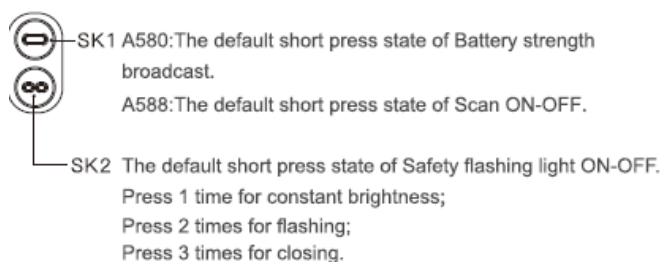 SK1 A580:The default short press state of Battery strength
broadcast.
A588:The default short press state of Scan ON-OFF.
SK2 The default short press state of Safety flashing light ON-OFF.
Press 1 time for constant brightness;
Press 2 times for flashing;
Press 3 times for closing.